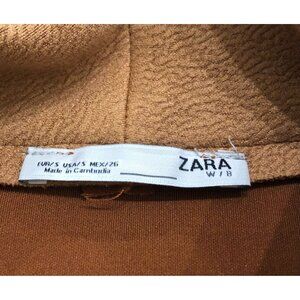 EUR/S USA/S MEX/26
Made in Cambodia
ZARA
W/B